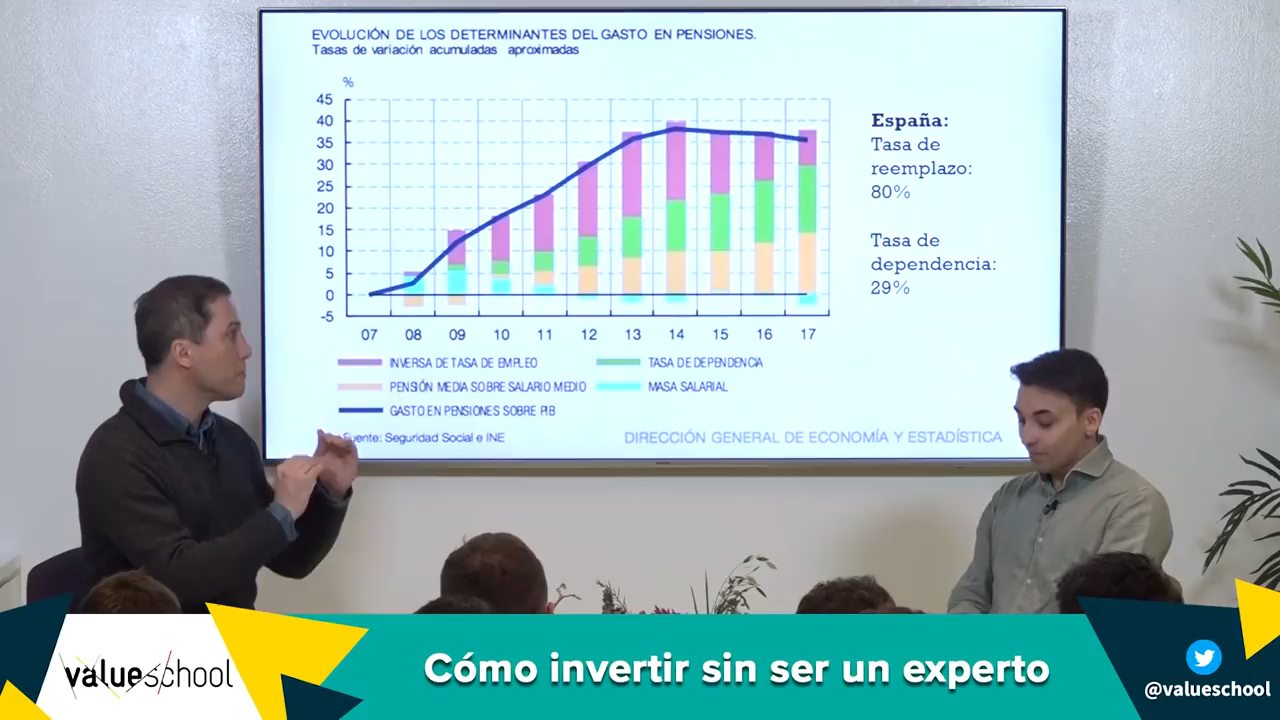 EVOLUCIÓN DE LOS DETERMINANTES DEL GASTO EN PENSIONES.
Tasas de variación acumuladas aproximadas
%
45
40
35
30
25
20
15
10
5
0
-5
07 08 09 10 11 12 13 14 15 16 17
INVERSA DE TASA DE EMPLEO
TASA DE DEPENDENCIA
PENSIÓN MEDIA SOBRE SALARIO MEDIO
MASA SALARIAL
GASTO EN PENSIONES SOBRE PIB
Fuente: Seguridad Social e INE
DIRECCIÓN GENERAL DE ECONOMÍA Y ESTADÍSTICA
España:
Tasa de
reemplazo:
80%
Tasa de
dependencia:
29%
valueschool
Cómo invertir sin ser un experto
@valueschool